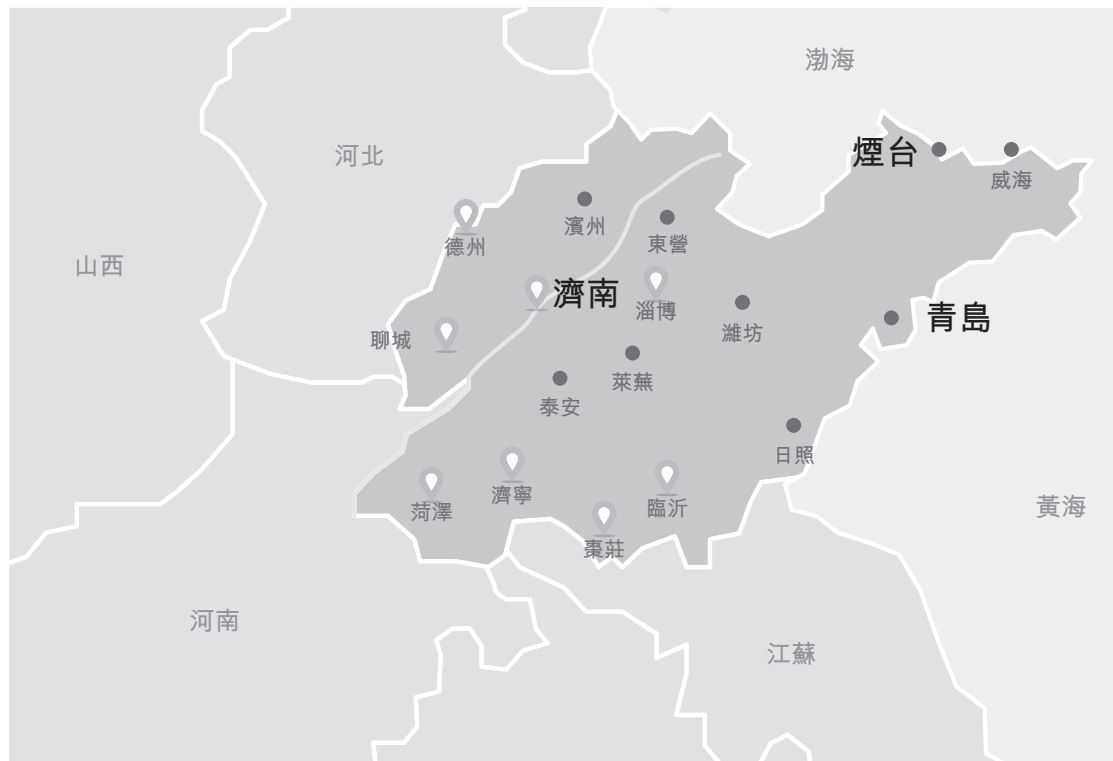 渤海
河北
煙台
威海
濱州
東營
德州
山西
濟南
淄博
青島
濰坊
聊城
萊蕪
泰安
日照
濟寧
臨沂
菏澤
黃海
棗莊
河南
江蘇